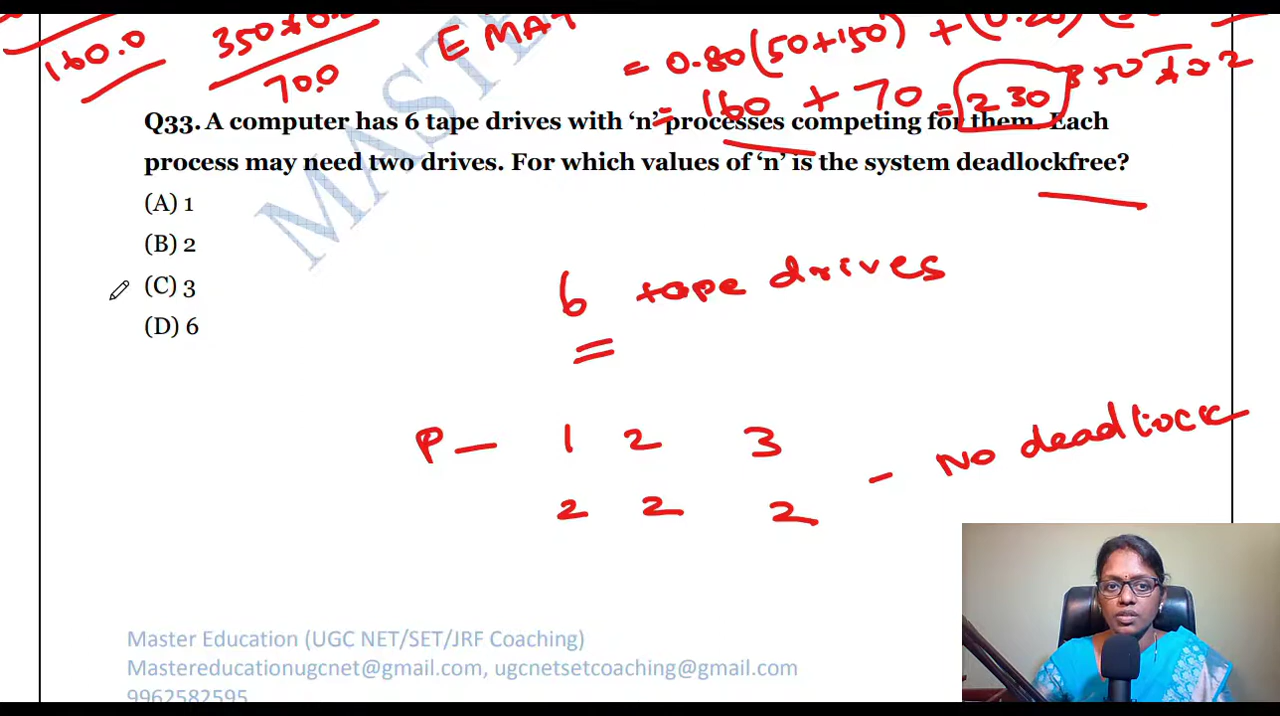 160.0
70.0
E MAT
= 0.80(50+150) +
= 160 + 70 = 230
Q33. A computer has 6 tape drives with ‘n’ processes competing for them. Each
process may need two drives. For which values of ‘n’ is the system deadlockfree?
(A) 1
(B) 2
(C) 3
(D) 6
6 tape drives
P — 1 2 3
2 2 2 - No deadlock
Master Education (UGC NET/SET/JRF Coaching)
Mastereducationugcnet@gmail.com, ugcnetsetcoaching@gmail.com
9962582595